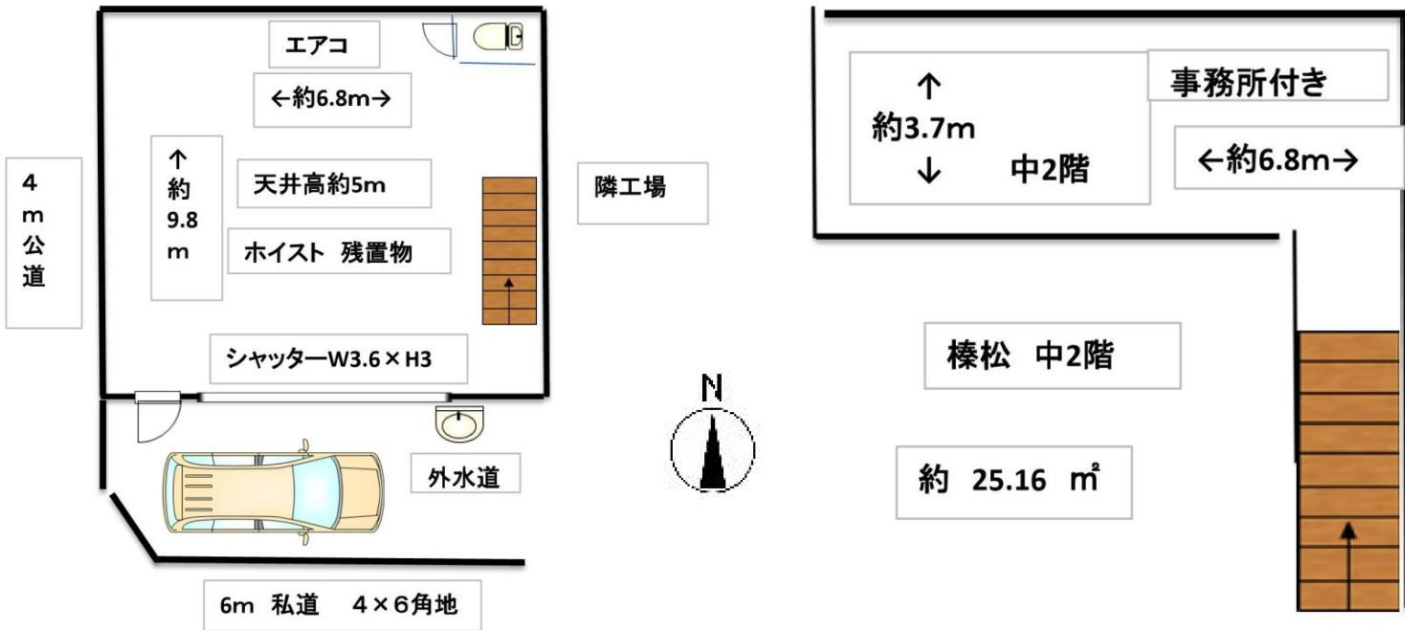 エアコ
←約6.8m→
↑
約
9.8
m
天井高約5m
ホイスト 残置物
シャッターW3.6×H3
4
m
公
道
隣工場
外水道
6m 私道 4×6角地
N
↑
約3.7m
↓ 中2階
事務所付き
←約6.8m→
榛松 中2階
約 25.16 ㎡